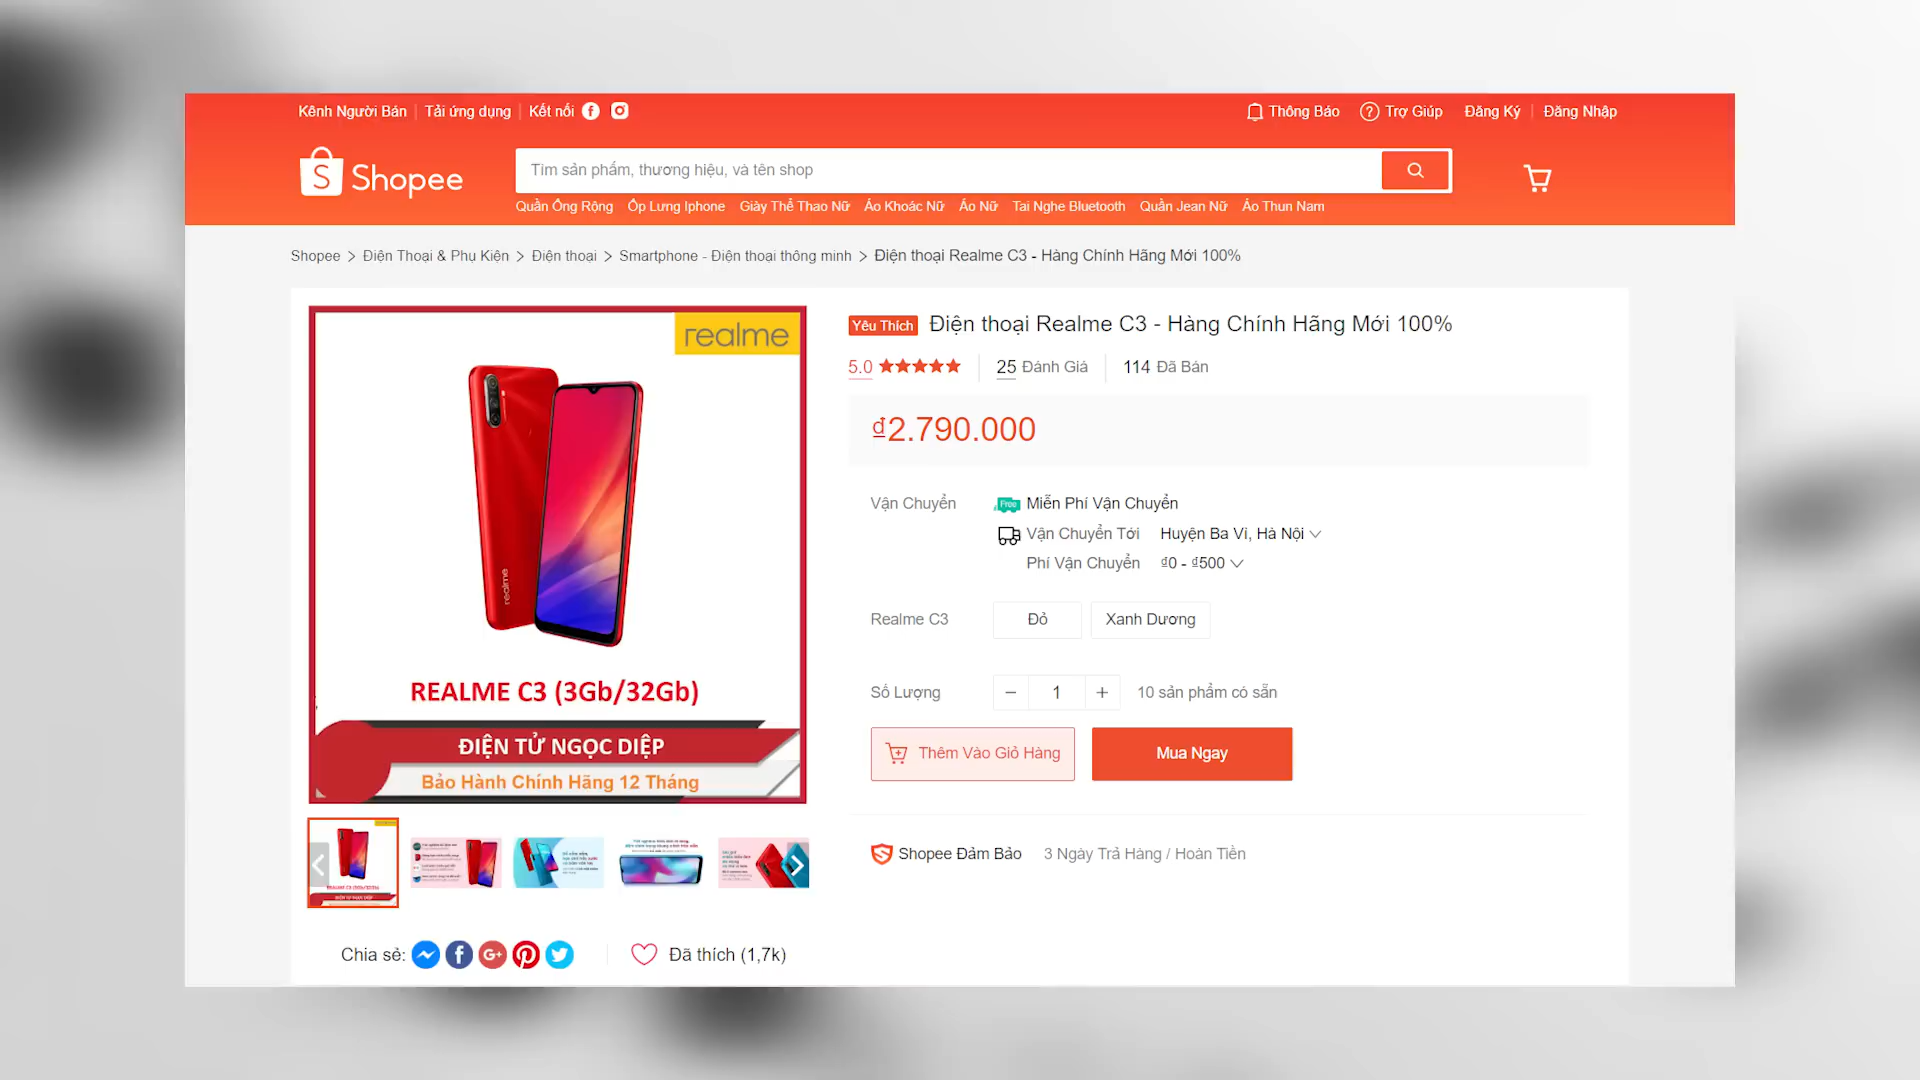 Kênh Người Bán Tải ứng dụng Kết nối
Thông Báo Trợ Giúp Đăng Ký Đăng Nhập
Shopee
Tìm sản phẩm, thương hiệu, và tên shop
Quần Ống Rộng Ốp Lưng Iphone Giày Thể Thao Nữ Áo Khoác Nữ Áo Nữ Tai Nghe Bluetooth Quần Jean Nữ Áo Thun Nam
Shopee > Điện Thoại & Phụ Kiện > Điện thoại > Smartphone - Điện thoại thông minh > Điện thoại Realme C3 - Hàng Chính Hãng Mới 100%
realme
realme
REALME C3 (3Gb/32Gb)
ĐIỆN TỬ NGỌC DIỆP
Bảo Hành Chính Hãng 12 Tháng
Chia sẻ:
Đã thích (1,7k)
Yêu Thích Điện thoại Realme C3 - Hàng Chính Hãng Mới 100%
5.0 25 Đánh Giá 114 Đã Bán
₫2.790.000
Vận Chuyển Free Miễn Phí Vận Chuyển
Vận Chuyển Tới Huyện Ba Vì, Hà Nội
Phí Vận Chuyển ₫0 - ₫500
Realme C3 Đỏ Xanh Dương
Số Lượng − 1 + 10 sản phẩm có sẵn
Thêm Vào Giỏ Hàng Mua Ngay
Shopee Đảm Bảo 3 Ngày Trả Hàng / Hoàn Tiền